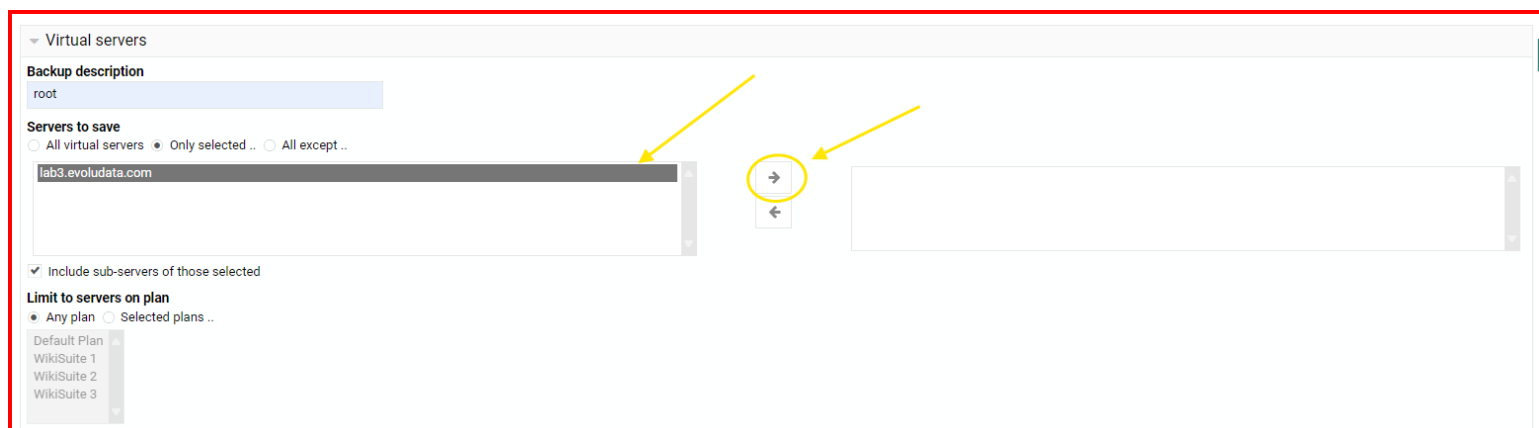 Virtual servers
Backup description
root
Servers to save
All virtual servers Only selected .. All except ..
lab3.evoludata.com
Include sub-servers of those selected
Limit to servers on plan
Any plan Selected plans ..
Default Plan
WikiSuite 1
WikiSuite 2
WikiSuite 3